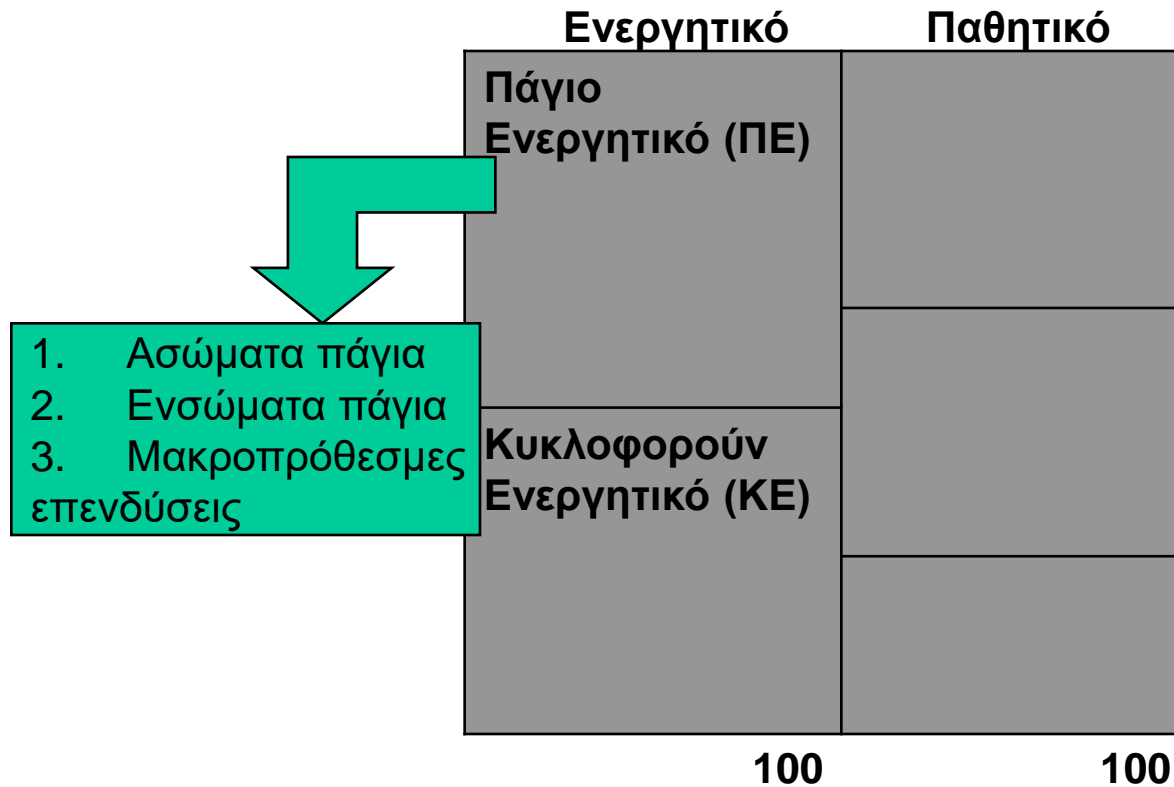 Ενεργητικό Παθητικό
Πάγιο
Ενεργητικό (ΠΕ)
1. Ασώματα πάγια
2. Ενσώματα πάγια
3. Μακροπρόθεσμες
επενδύσεις
Κυκλοφορούν
Ενεργητικό (ΚΕ)
100 100